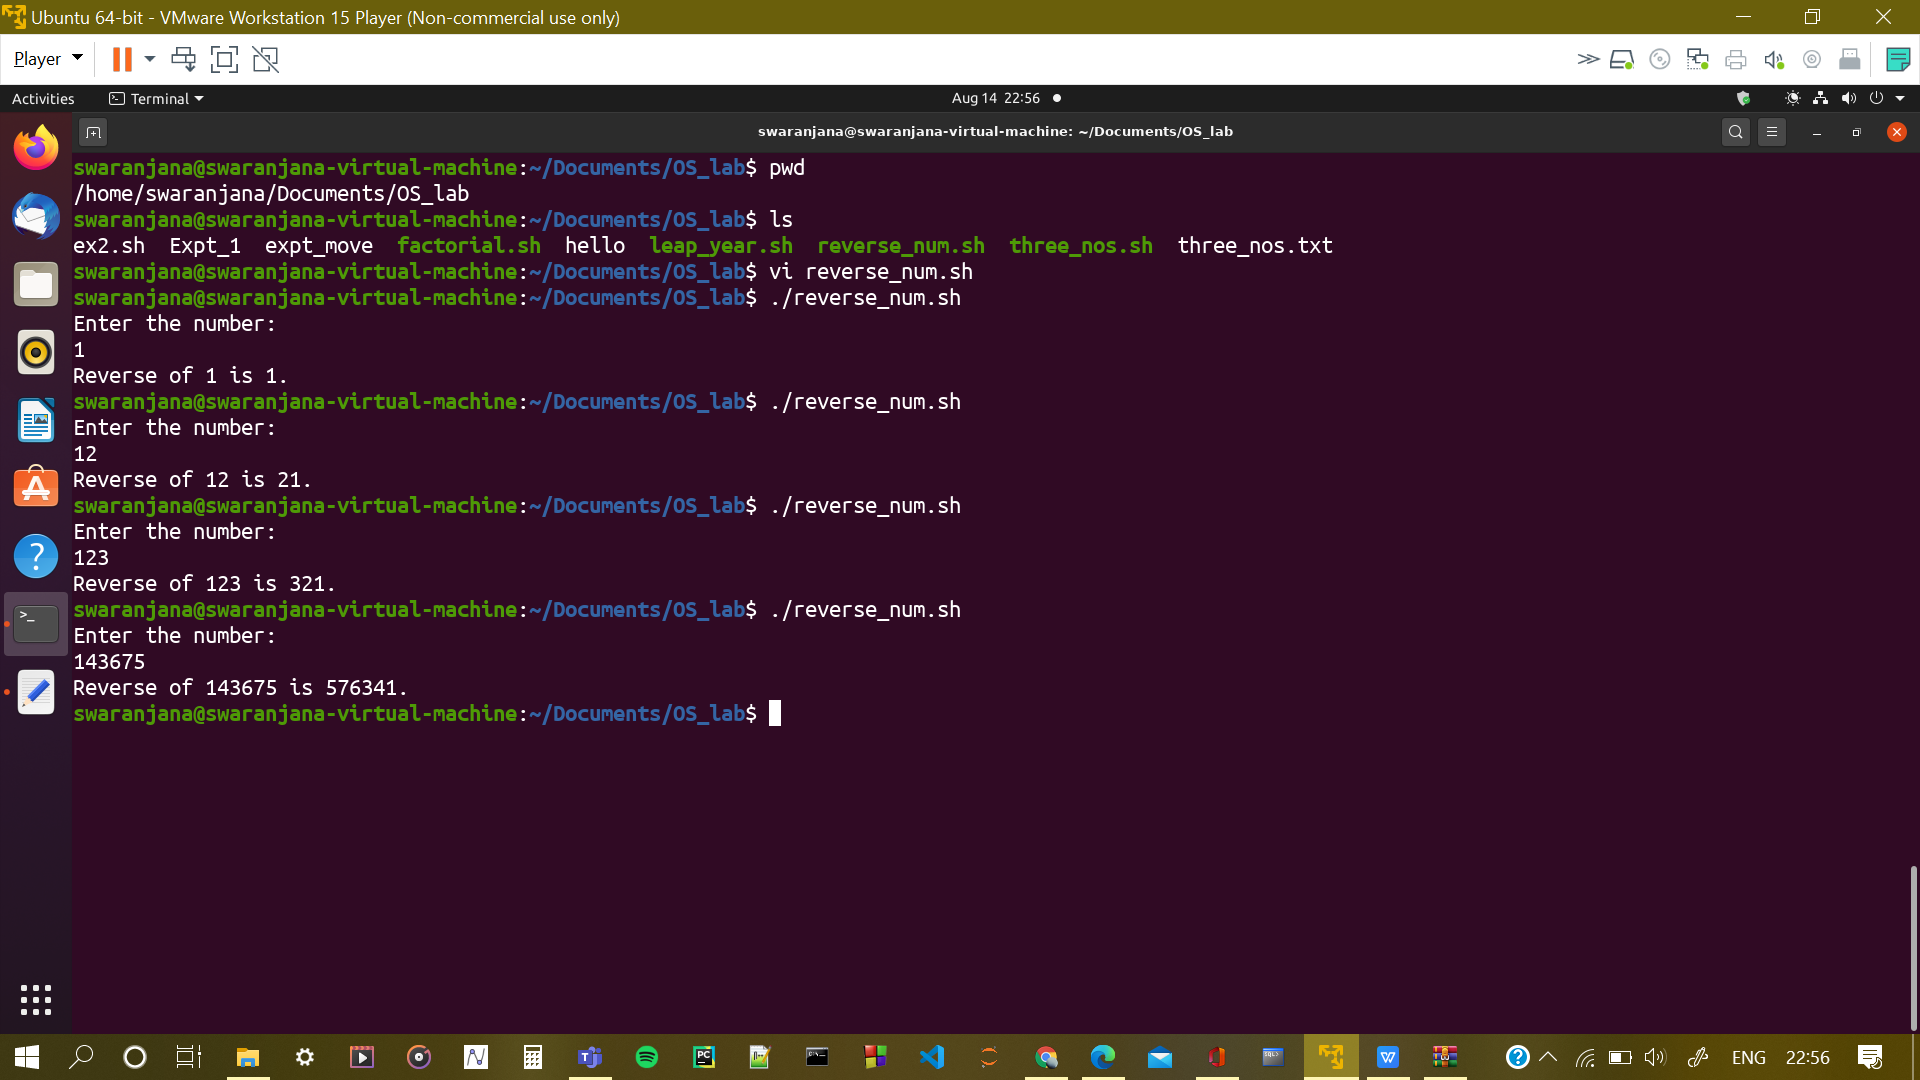 Ubuntu 64-bit - VMware Workstation 15 Player (Non-commercial use only)
Player
Activities Terminal Aug 14 22:56
swaranjana@swaranjana-virtual-machine: ~/Documents/OS_lab
swaranjana@swaranjana-virtual-machine:~/Documents/OS_lab$ pwd
/home/swaranjana/Documents/OS_lab
swaranjana@swaranjana-virtual-machine:~/Documents/OS_lab$ ls
ex2.sh Expt_1 expt_move factorial.sh hello leap_year.sh reverse_num.sh three_nos.sh three_nos.txt
swaranjana@swaranjana-virtual-machine:~/Documents/OS_lab$ vi reverse_num.sh
swaranjana@swaranjana-virtual-machine:~/Documents/OS_lab$ ./reverse_num.sh
Enter the number:
1
Reverse of 1 is 1.
swaranjana@swaranjana-virtual-machine:~/Documents/OS_lab$ ./reverse_num.sh
Enter the number:
12
Reverse of 12 is 21.
swaranjana@swaranjana-virtual-machine:~/Documents/OS_lab$ ./reverse_num.sh
Enter the number:
123
Reverse of 123 is 321.
swaranjana@swaranjana-virtual-machine:~/Documents/OS_lab$ ./reverse_num.sh
Enter the number:
143675
Reverse of 143675 is 576341.
swaranjana@swaranjana-virtual-machine:~/Documents/OS_lab$
ENG 22:56